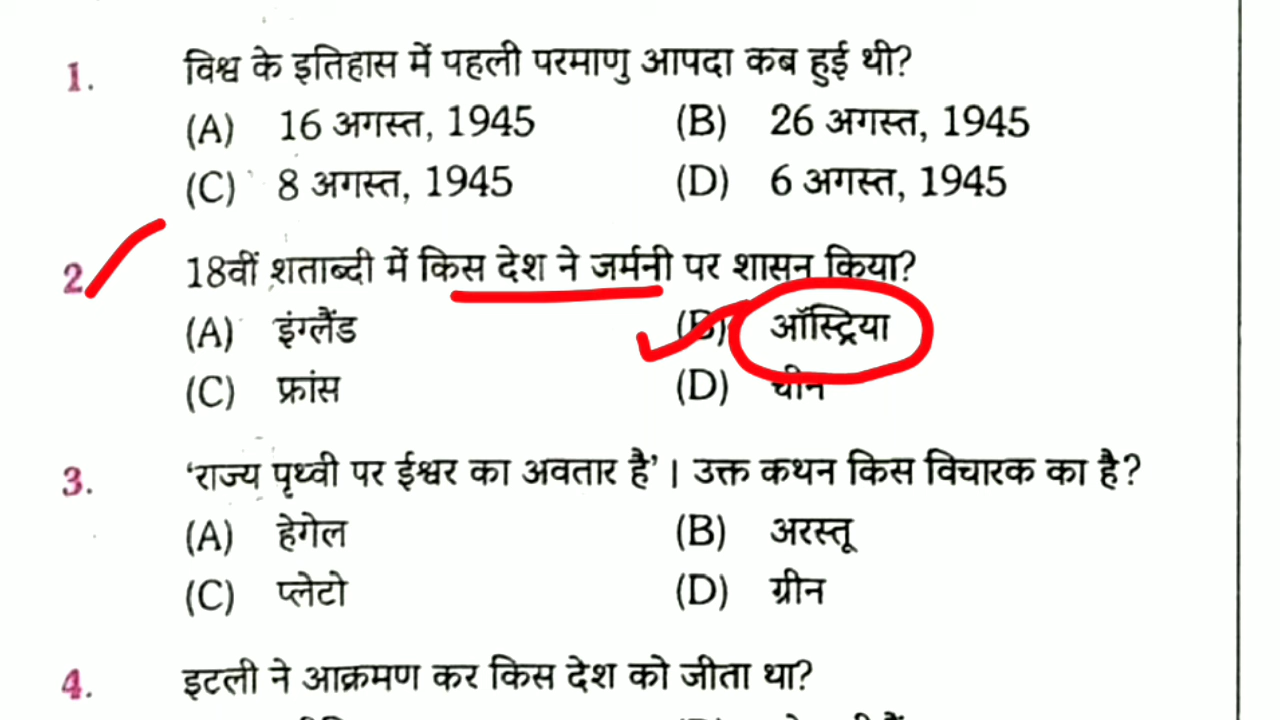 1. विश्व के इतिहास में पहली परमाणु आपदा कब हुई थी?
(A) 16 अगस्त, 1945 (B) 26 अगस्त, 1945
(C) 8 अगस्त, 1945 (D) 6 अगस्त, 1945
2. 18वीं शताब्दी में किस देश ने जर्मनी पर शासन किया?
(A) इंग्लैंड (B) ऑस्ट्रिया
(C) फ्रांस (D) चीन
3. 'राज्य पृथ्वी पर ईश्वर का अवतार है'। उक्त कथन किस विचारक का है?
(A) हेगेल (B) अरस्तू
(C) प्लेटो (D) ग्रीन
4. इटली ने आक्रमण कर किस देश को जीता था?